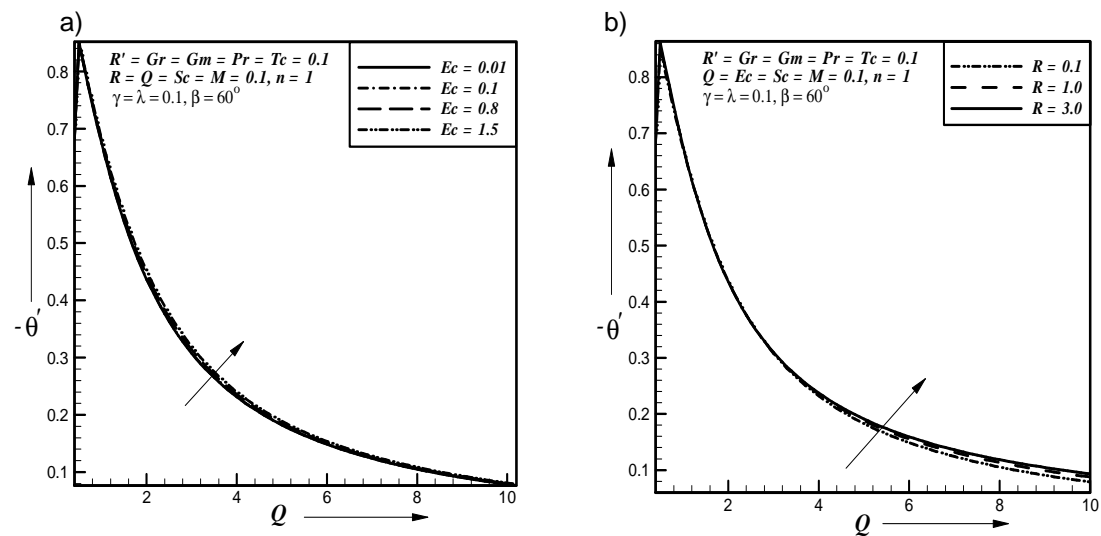 a)
R' = Gr = Gm = Pr = Tc = 0.1
R = Q = Sc = M = 0.1, n = 1
γ = λ = 0.1, β = 60°
Ec = 0.01
Ec = 0.1
Ec = 0.8
Ec = 1.5
0.8
0.7
0.6
0.5
0.4
0.3
0.2
0.1
-θ'
2
4
6
8
10
Q
b)
R' = Gr = Gm = Pr = Tc = 0.1
Q = Ec = Sc = M = 0.1, n = 1
γ = λ = 0.1, β = 60°
R = 0.1
R = 1.0
R = 3.0
0.8
0.7
0.6
0.5
0.4
0.3
0.2
0.1
-θ'
2
4
6
8
10
Q